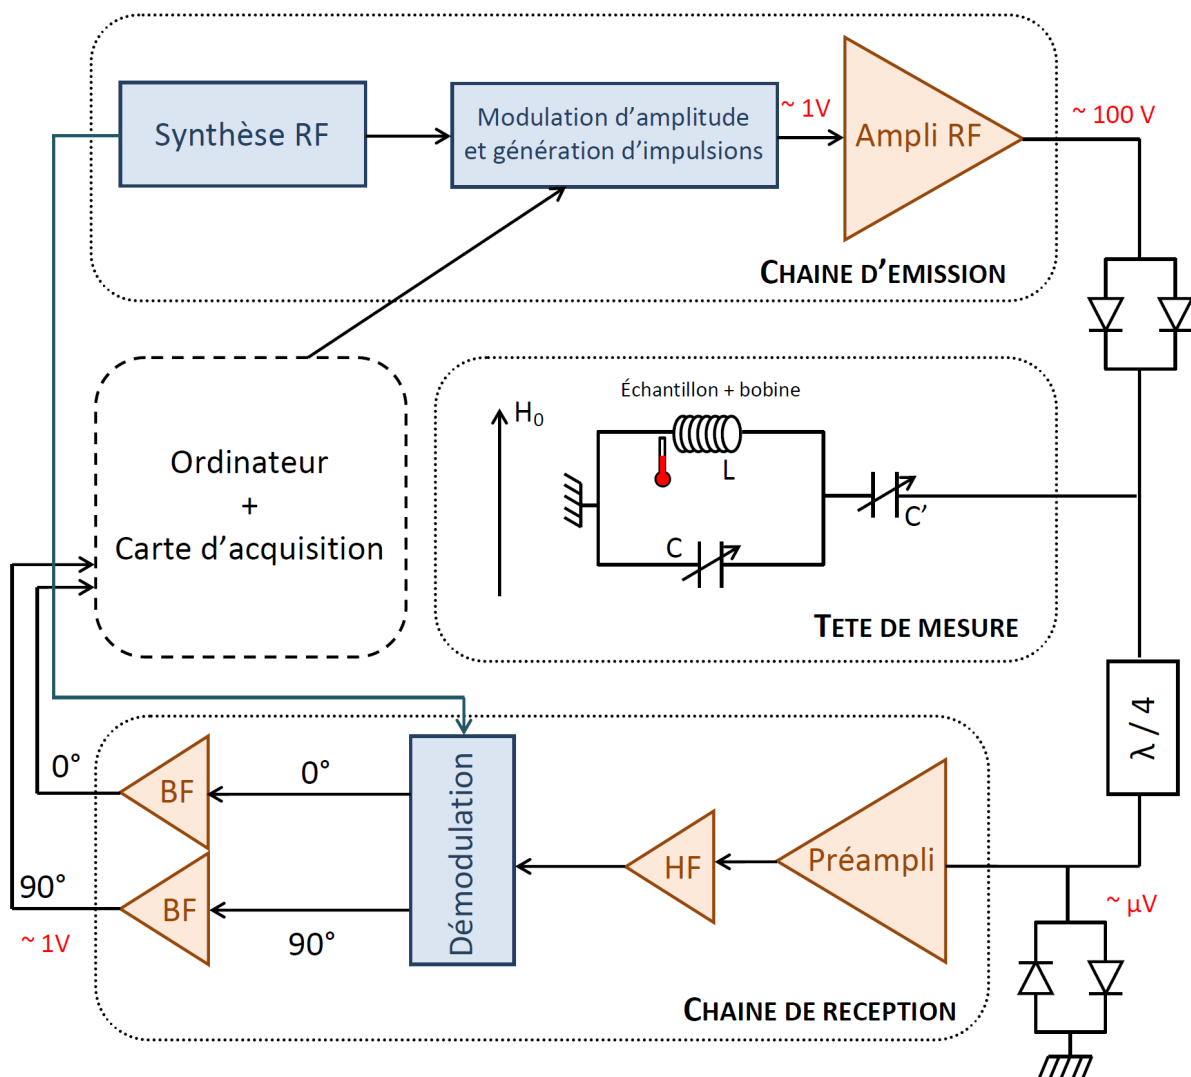 Synthèse RF
Modulation d'amplitude
et génération d'impulsions
~ 1V
Ampli RF
~ 100 V
CHAINE D'EMISSION
Ordinateur
+
Carte d'acquisition
H₀
Échantillon + bobine
L
C
C'
TETE DE MESURE
λ / 4
0°
BF
0°
90°
BF
90°
~ 1V
Démodulation
HF
Préampli
~ µV
CHAINE DE RECEPTION